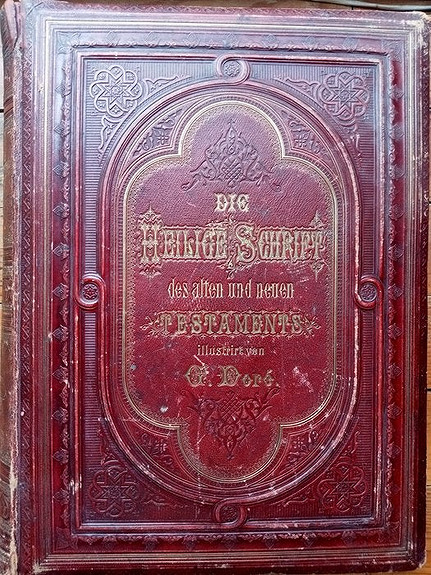 DIE
HEILIGE SCHRIFT
des alten und neuen
TESTAMENTS
illustrirt von
G. Doré.